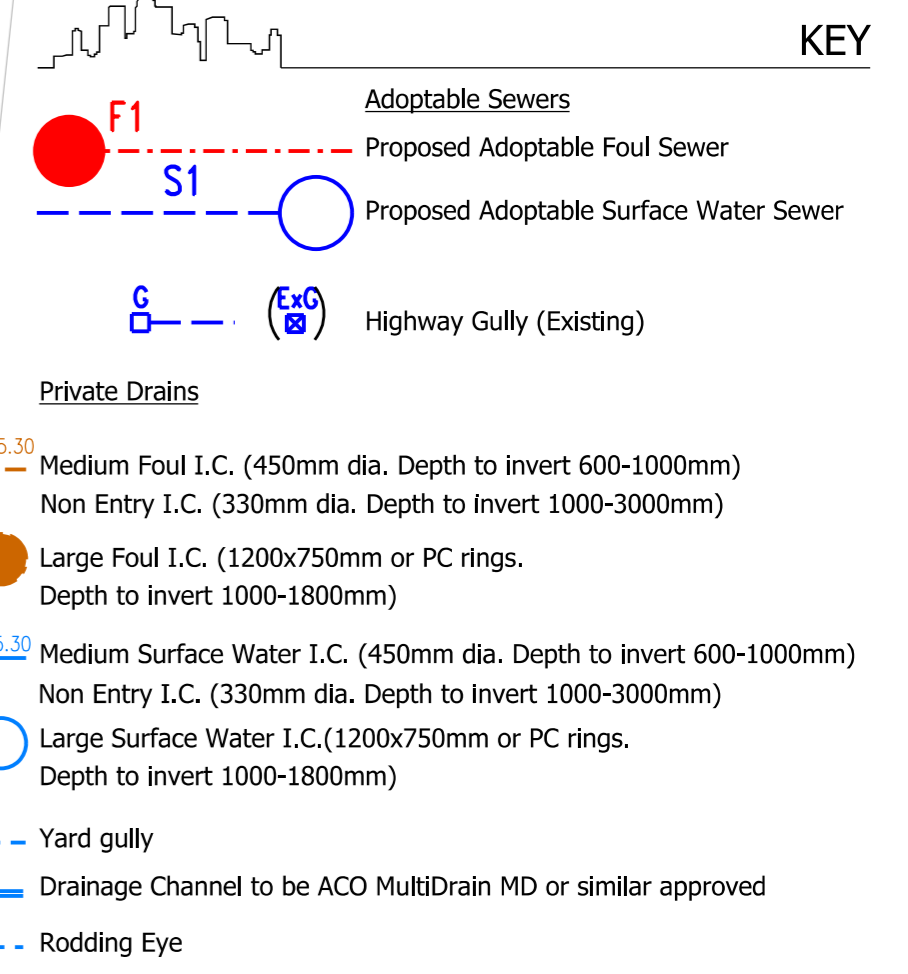 KEY
Adoptable Sewers
F1
Proposed Adoptable Foul Sewer
S1
Proposed Adoptable Surface Water Sewer
G
(ExG)
Highway Gully (Existing)
Private Drains
5.30
Medium Foul I.C. (450mm dia. Depth to invert 600-1000mm)
Non Entry I.C. (330mm dia. Depth to invert 1000-3000mm)
Large Foul I.C. (1200x750mm or PC rings.
Depth to invert 1000-1800mm)
5.30
Medium Surface Water I.C. (450mm dia. Depth to invert 600-1000mm)
Non Entry I.C. (330mm dia. Depth to invert 1000-3000mm)
Large Surface Water I.C.(1200x750mm or PC rings.
Depth to invert 1000-1800mm)
Yard gully
Drainage Channel to be ACO MultiDrain MD or similar approved
Rodding Eye